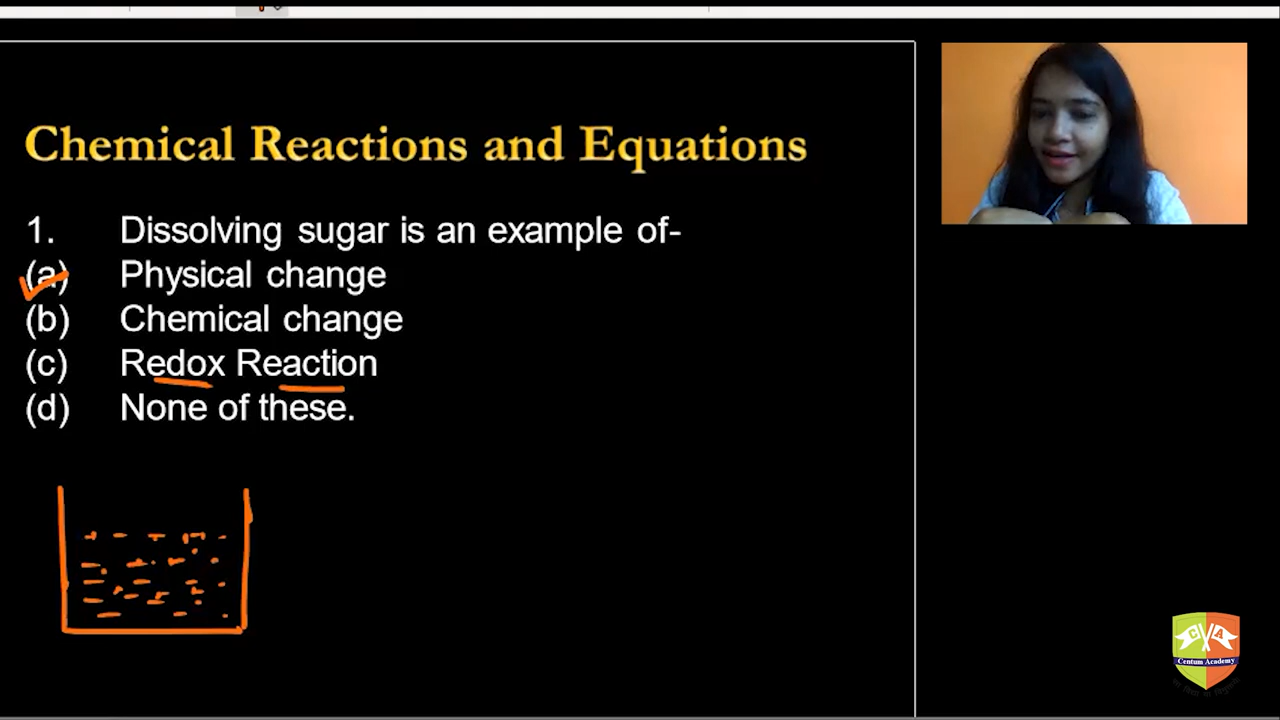 Chemical Reactions and Equations
1. Dissolving sugar is an example of-
(a) Physical change
(b) Chemical change
(c) Redox Reaction
(d) None of these.
C A
Centum Academy